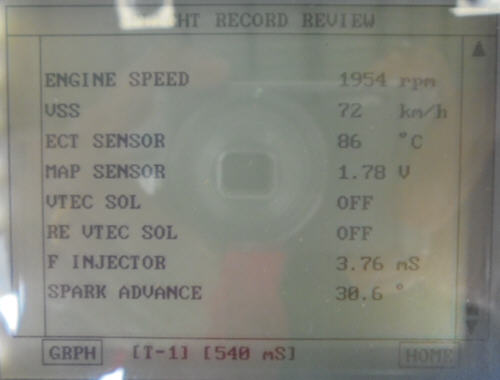 RECORD REVIEW
ENGINE SPEED 1954 rpm
VSS 72 km/h
ECT SENSOR 86 °C
MAP SENSOR 1.78 V
VTEC SOL OFF
RE VTEC SOL OFF
F INJECTOR 3.76 mS
SPARK ADVANCE 30.6 °
GRPH [T-1] [540 mS] HOME